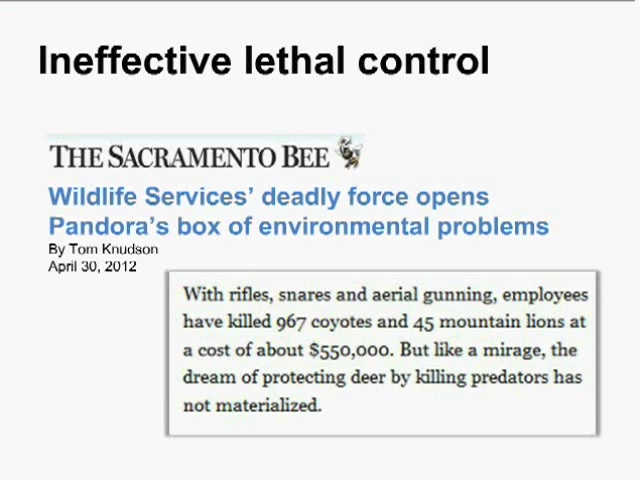 Ineffective lethal control
THE SACRAMENTO BEE
Wildlife Services' deadly force opens
Pandora's box of environmental problems
By Tom Knudson
April 30, 2012
With rifles, snares and aerial gunning, employees
have killed 967 coyotes and 45 mountain lions at
a cost of about $550,000. But like a mirage, the
dream of protecting deer by killing predators has
not materialized.